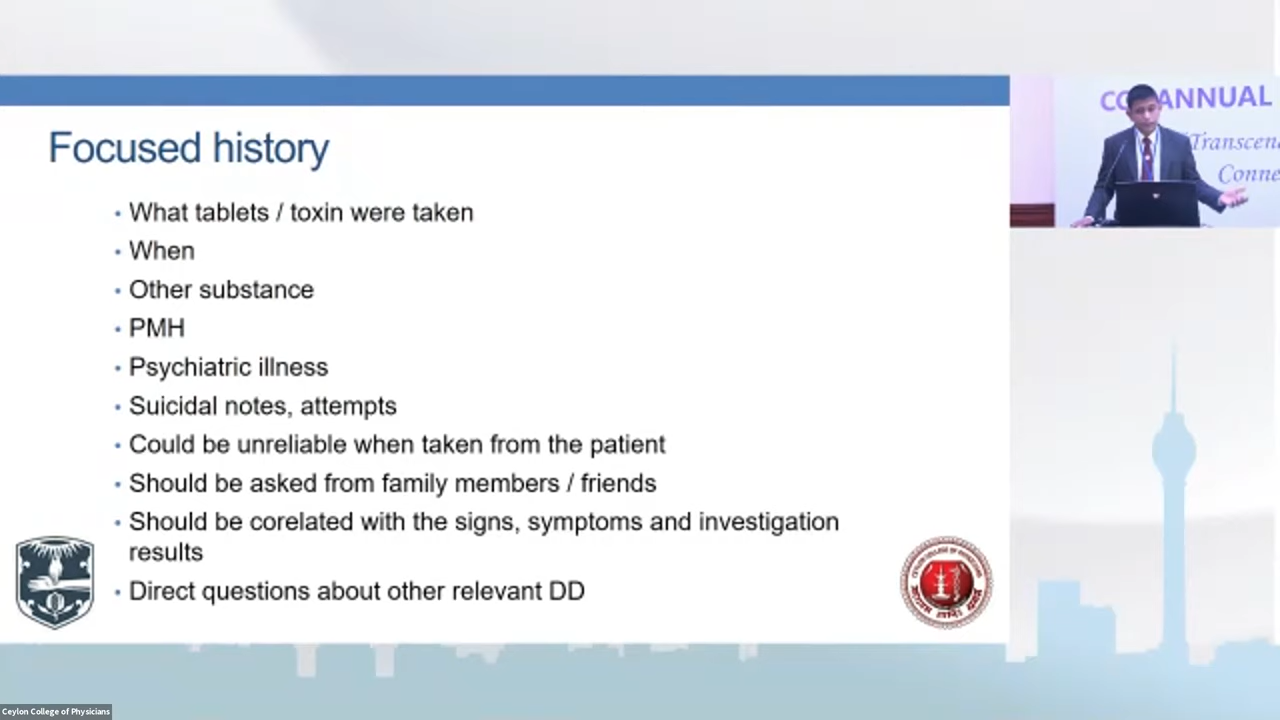 Focused history
• What tablets / toxin were taken
• When
• Other substance
• PMH
• Psychiatric illness
• Suicidal notes, attempts
• Could be unreliable when taken from the patient
• Should be asked from family members / friends
• Should be corelated with the signs, symptoms and investigation
results
• Direct questions about other relevant DD
ANNUAL
Ceylon College of Physicians